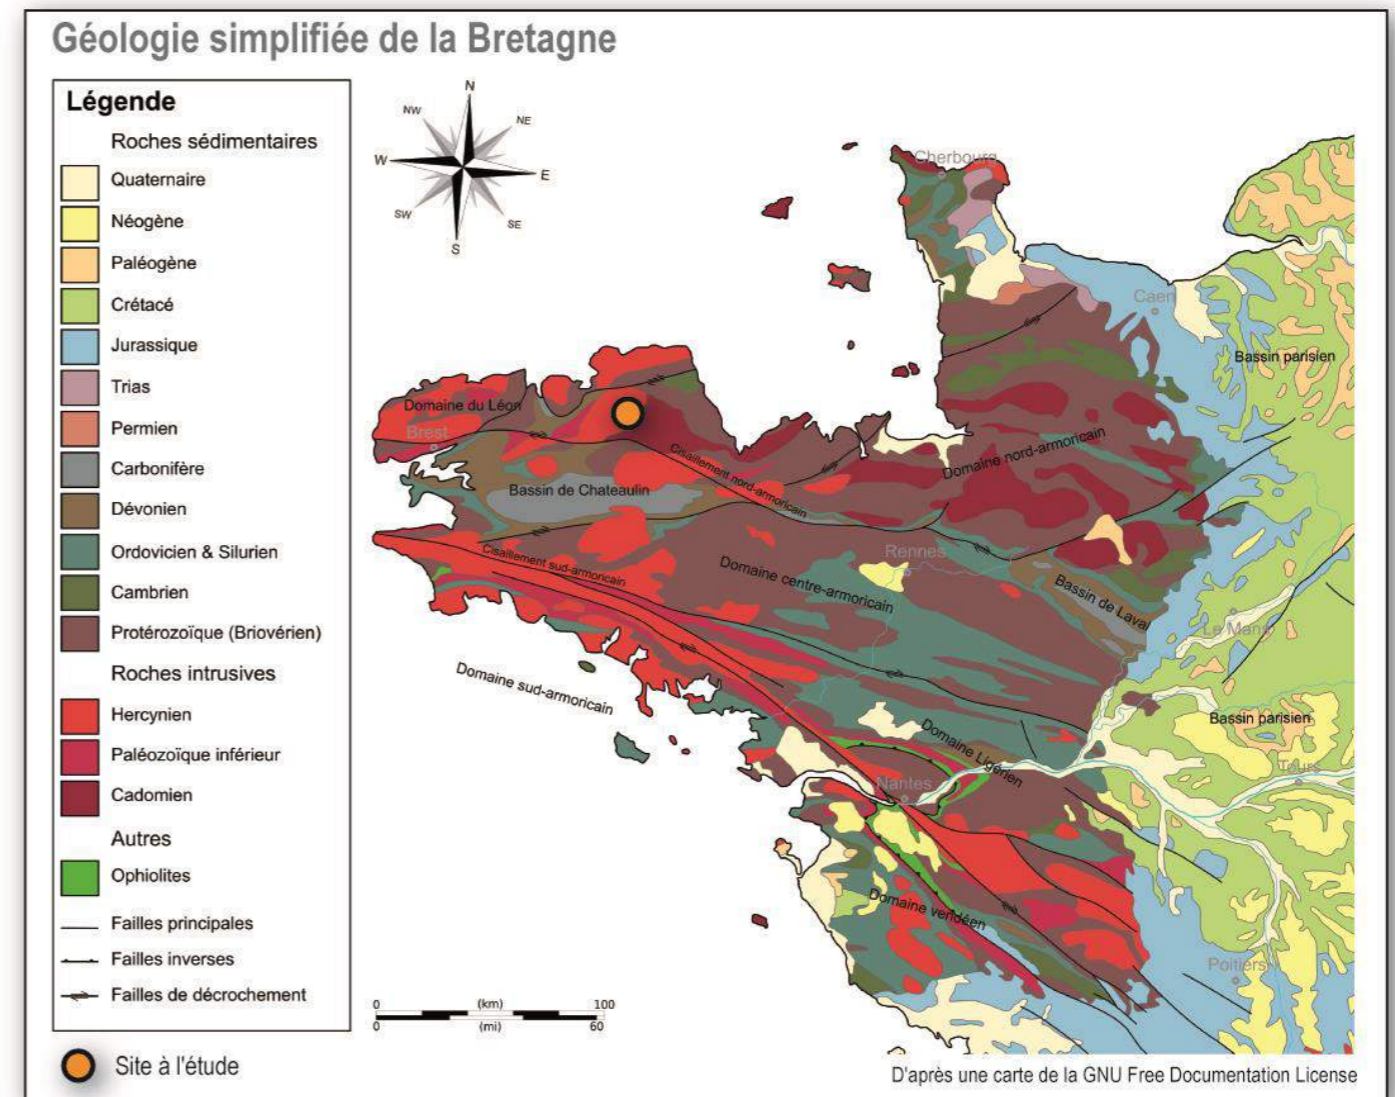 Géologie simplifiée de la Bretagne
Légende
Roches sédimentaires
Quaternaire
Néogène
Paléogène
Crétacé
Jurassique
Trias
Permien
Carbonifère
Dévonien
Ordovicien & Silurien
Cambrien
Protérozoïque (Briovérien)
Roches intrusives
Hercynien
Paléozoïque inférieur
Cadomien
Autres
Ophiolites
Failles principales
Failles inverses
Failles de décrochement
Site à l'étude
N
NW
NE
W
E
SW
SE
S
Cherbourg
Caen
Bassin parisien
Domaine du Léon
Brest
Domaine nord-armoricain
Cisaillement nord-armoricain
Bassin de Chateaulin
Rennes
Cisaillement sud-armoricain
Domaine centre-armoricain
Bassin de Laval
Le Mans
Domaine sud-armoricain
Bassin parisien
Domaine Ligérien
Tours
Nantes
Domaine vendéen
Poitiers
0 (km) 100
0 (mi) 60
D'après une carte de la GNU Free Documentation License